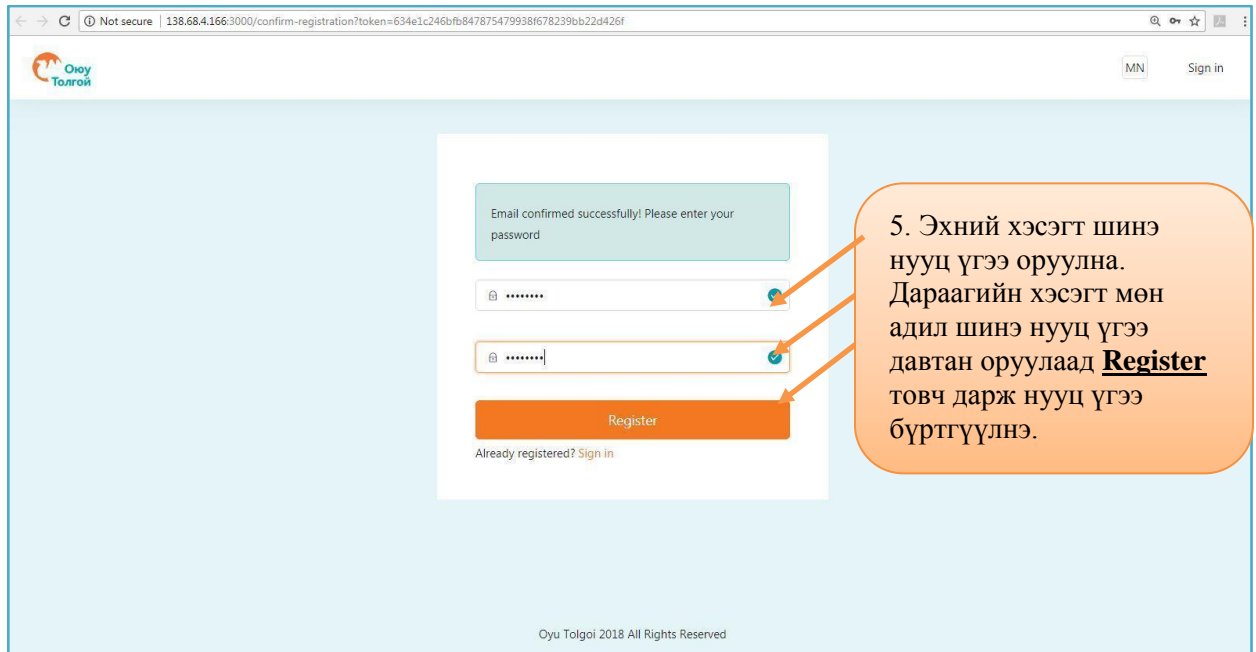 Not secure | 138.68.4.166:3000/confirm-registration?token=634e1c246bfb847875479938f678239bb22d426f
Оюу
Толгой
MN
Sign in
Email confirmed successfully! Please enter your
password
••••••••
••••••••
Register
Already registered? Sign in
5. Эхний хэсэгт шинэ
нууц үгээ оруулна.
Дараагийн хэсэгт мөн
адил шинэ нууц үгээ
давтан оруулаад Register
товч дарж нууц үгээ
бүртгүүлнэ.
Oyu Tolgoi 2018 All Rights Reserved